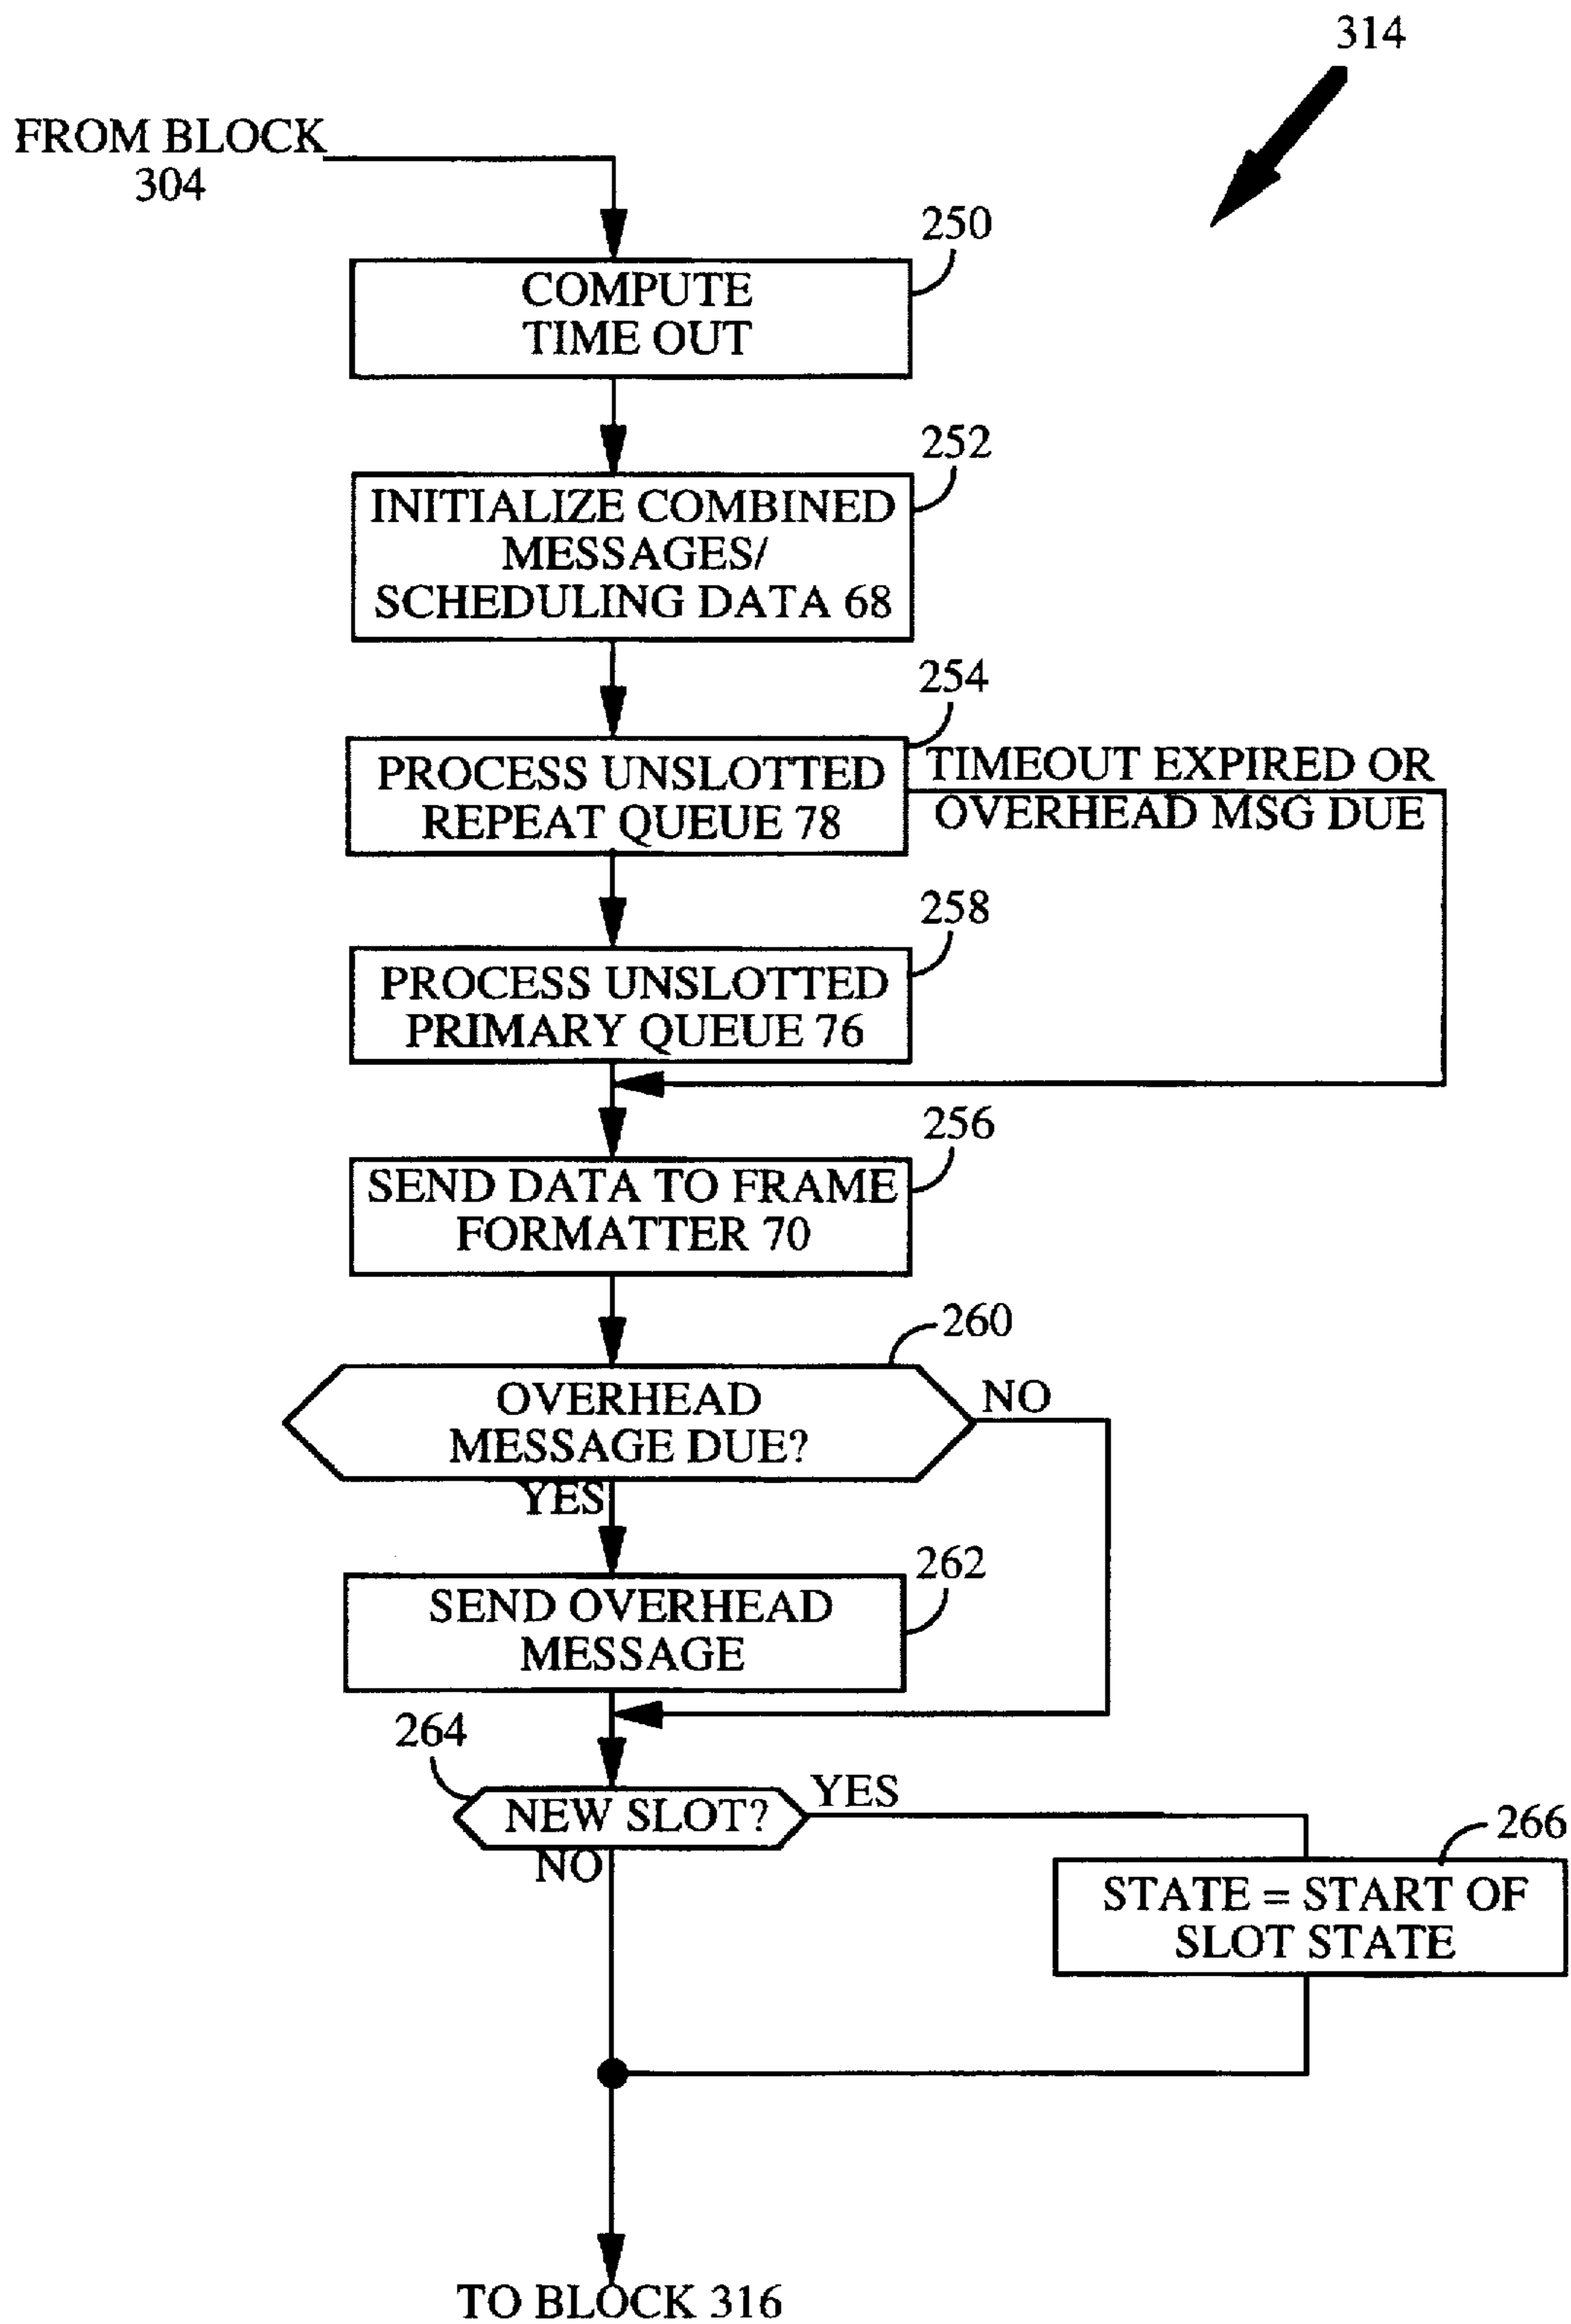 314
FROM BLOCK
304
250
COMPUTE
TIME OUT
252
INITIALIZE COMBINED
MESSAGES/
SCHEDULING DATA 68
254
PROCESS UNSLOTTED
REPEAT QUEUE 78
TIMEOUT EXPIRED OR
OVERHEAD MSG DUE
258
PROCESS UNSLOTTED
PRIMARY QUEUE 76
256
SEND DATA TO FRAME
FORMATTER 70
260
OVERHEAD
MESSAGE DUE?
NO
YES
262
SEND OVERHEAD
MESSAGE
264
NEW SLOT?
YES
NO
266
STATE = START OF
SLOT STATE
TO BLOCK 316